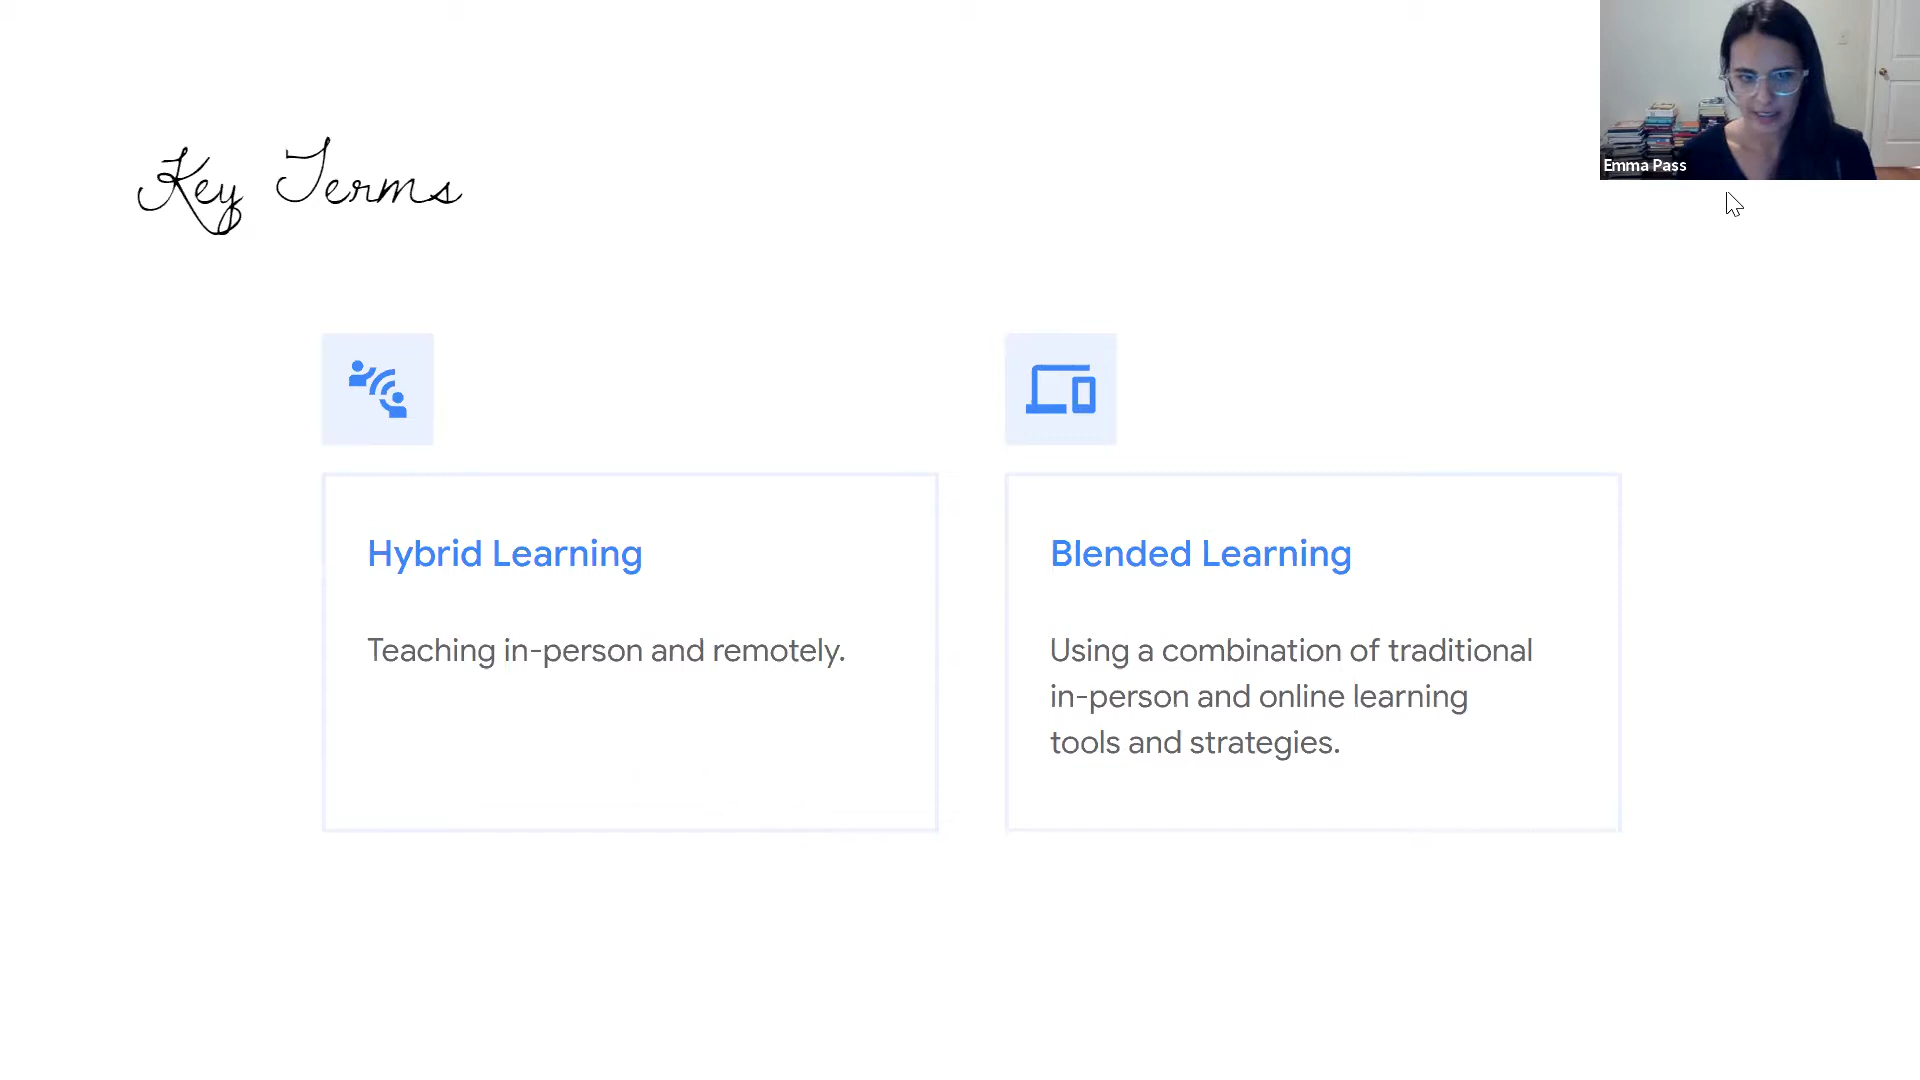 Emma Pass
Key Terms
Hybrid Learning
Teaching in-person and remotely.
Blended Learning
Using a combination of traditional
in-person and online learning
tools and strategies.